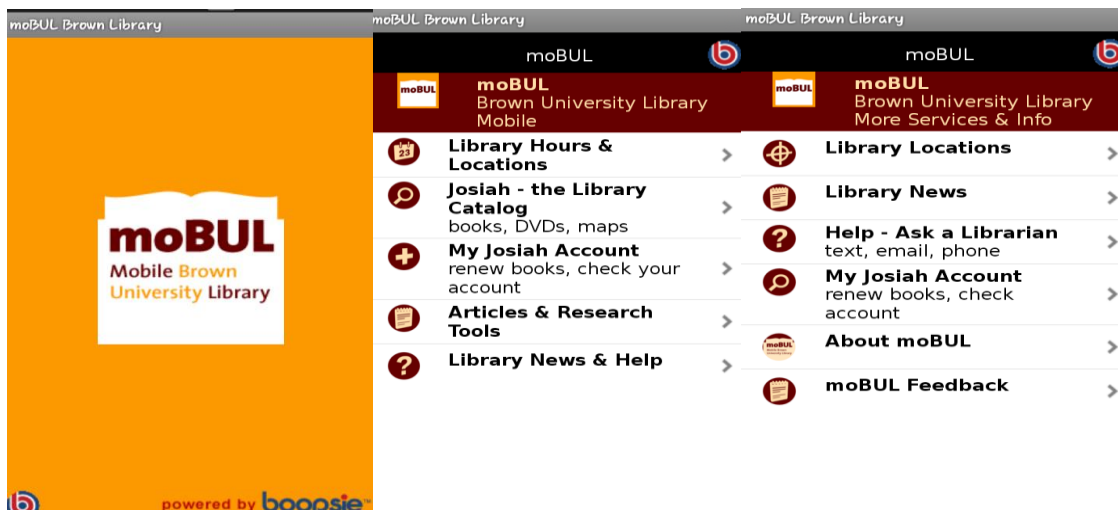 moBUL Brown Library
moBUL
Mobile Brown
University Library
powered by boopsie™
moBUL Brown Library
moBUL
moBUL
moBUL
Brown University Library
Mobile
23
Library Hours &
Locations
Josiah - the Library
Catalog
books, DVDs, maps
My Josiah Account
renew books, check your
account
Articles & Research
Tools
?
Library News & Help
moBUL Brown Library
moBUL
moBUL
moBUL
Brown University Library
More Services & Info
Library Locations
Library News
?
Help - Ask a Librarian
text, email, phone
My Josiah Account
renew books, check
account
moBUL
About moBUL
moBUL Feedback